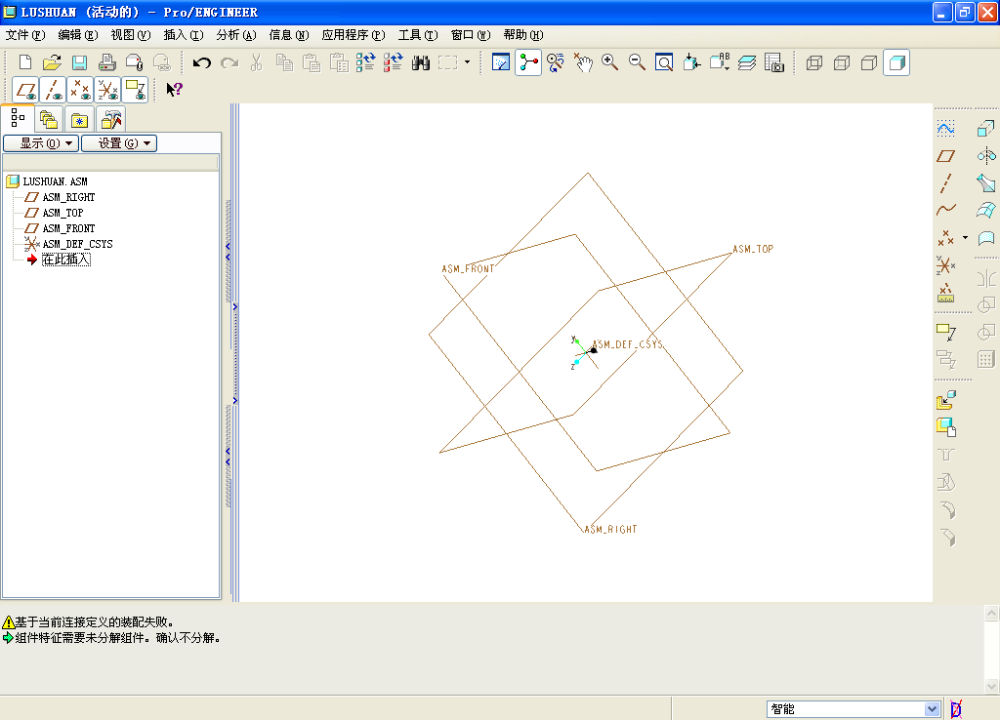 LUSHUAN (活动的) - Pro/ENGINEER
文件(F) 编辑(E) 视图(V) 插入(I) 分析(A) 信息(N) 应用程序(P) 工具(T) 窗口(W) 帮助(H)
显示(O) 设置(G)
LUSHUAN.ASM
ASM_RIGHT
ASM_TOP
ASM_FRONT
ASM_DEF_CSYS
在此插入
ASM_TOP
ASM_FRONT
y
ASM_DEF_CSYS
z
ASM_RIGHT
基于当前连接定义的装配失败。
组件特征需要未分解组件。确认不分解。
智能